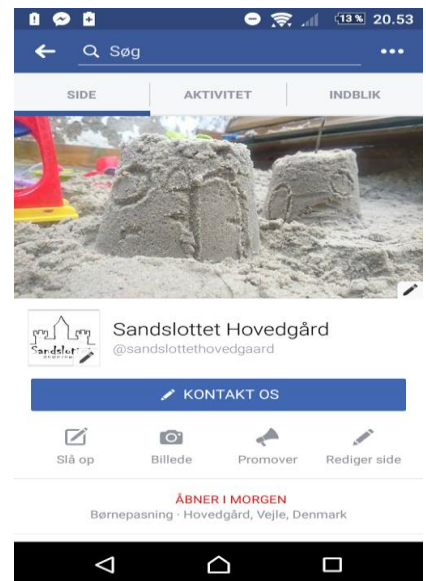 13 % 20.53
Søg
SIDE AKTIVITET INDBLIK
Sandslottet Hovedgård
@sandslottethovedgaard
KONTAKT OS
Slå op Billede Promover Rediger side
ÅBNER I MORGEN
Børnepasning · Hovedgård, Vejle, Denmark